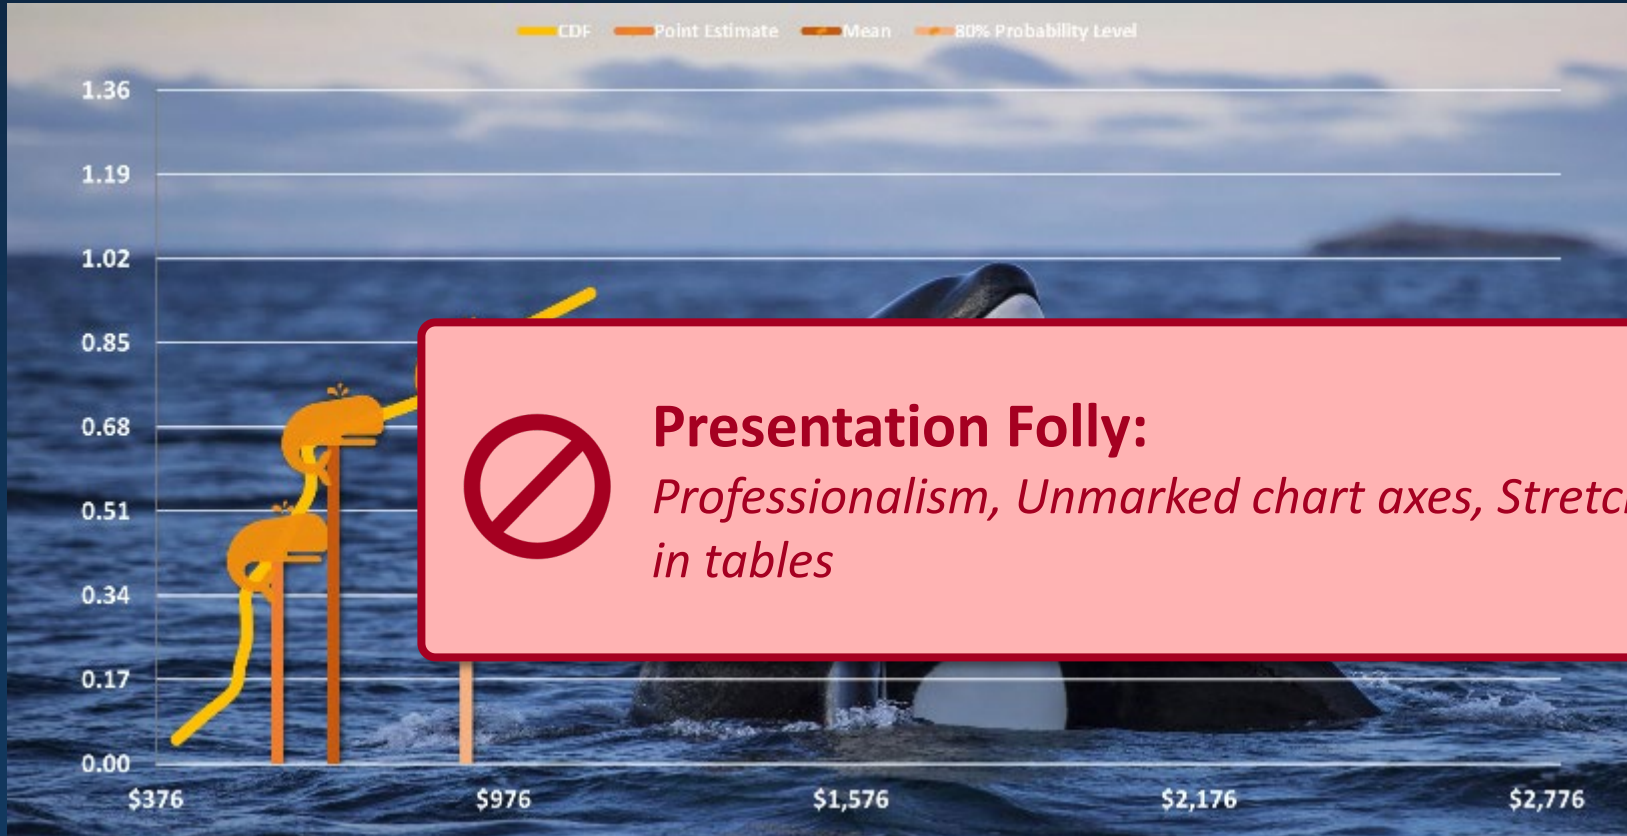 CDF Point Estimate Mean 80% Probability Level
1.36
1.19
1.02
0.85
0.68
0.51
0.34
0.17
0.00
$376 $976 $1,576 $2,176 $2,776
Presentation Folly:
Professionalism, Unmarked chart axes,
in tables